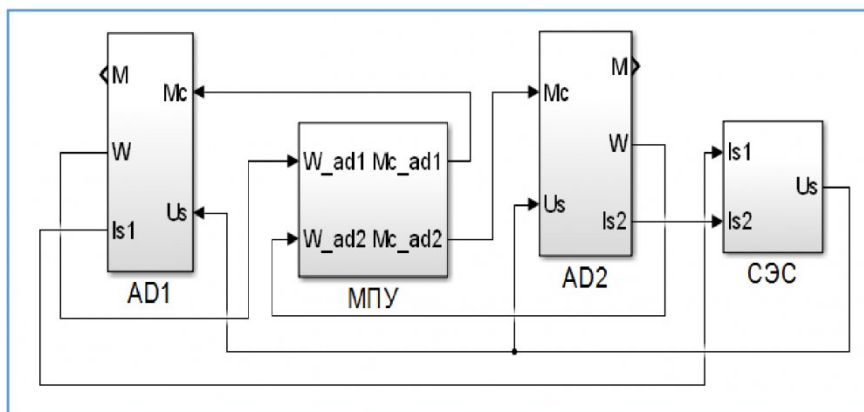 M
Mc
W
Us
Is1
AD1
W_ad1 Mc_ad1
W_ad2 Mc_ad2
МПУ
M
Mc
W
Us
Is2
AD2
Is1
Us
Is2
СЭС